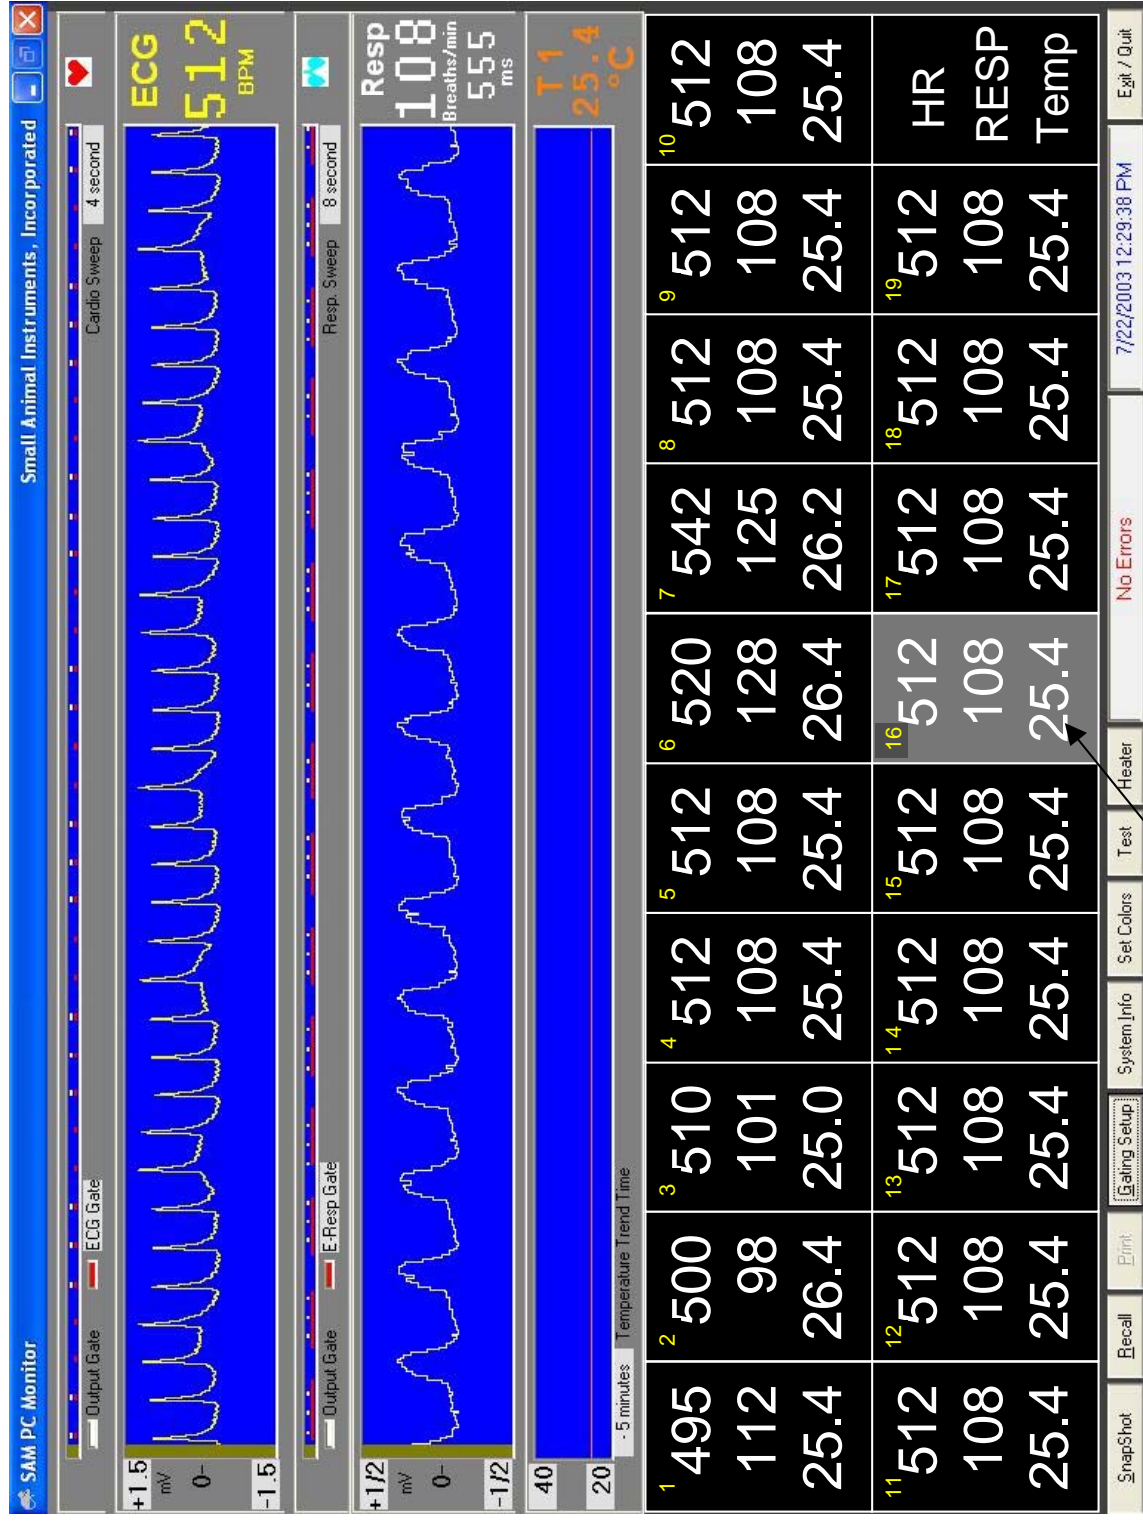 SAM PC Monitor
Small Animal Instruments, Incorporated
Output Gate
ECG Gate
Cardio Sweep
4 second
+1.5
mV
0-
-1.5
ECG
512
BPM
Output Gate
E-Resp Gate
Resp. Sweep
8 second
+1/2
mV
0-
-1/2
Resp
108
Breaths/min
555
ms
40
20
T 1
25.4
°C
- 5 minutes
Temperature Trend Time
1 2 3 4 5 6 7 8 9 10
495 500 510 512 512 520 542 512 512 512
112 98 101 108 108 128 125 108 108 108
25.4 26.4 25.0 25.4 25.4 26.4 26.2 25.4 25.4 25.4
11 12 13 14 15 16 17 18 19
512 512 512 512 512 512 512 512 512 HR
108 108 108 108 108 108 108 108 108 RESP
25.4 25.4 25.4 25.4 25.4 25.4 25.4 25.4 25.4 Temp
SnapShot
Recall
Print
Gating Setup
System Info
Set Colors
Test
Heater
No Errors
7/22/2003 12:29:38 PM
Exit / Quit